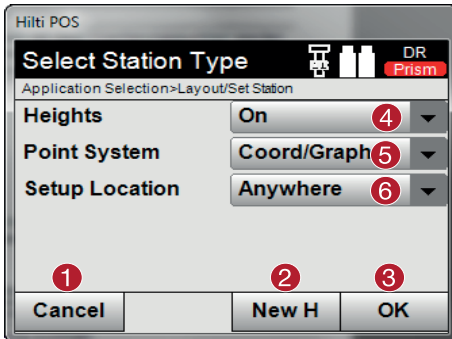 Hilti POS
Select Station Type DR
Prism
Application Selection>Layout/Set Station
Heights On 4
Point System Coord/Graph 5
Setup Location Anywhere 6
1 2 3
Cancel New H OK